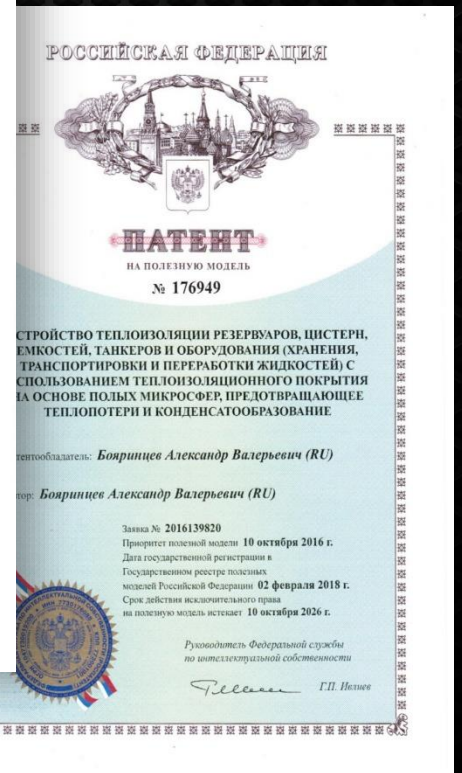 РОССИЙСКАЯ ФЕДЕРАЦИЯ
ПАТЕНТ
НА ПОЛЕЗНУЮ МОДЕЛЬ
№ 176949
СТРОЙСТВО ТЕПЛОИЗОЛЯЦИИ РЕЗЕРВУАРОВ, ЦИСТЕРН,
ЕМКОСТЕЙ, ТАНКЕРОВ И ОБОРУДОВАНИЯ (ХРАНЕНИЯ,
ТРАНСПОРТИРОВКИ И ПЕРЕРАБОТКИ ЖИДКОСТЕЙ) С
СПОЛЬЗОВАНИЕМ ТЕПЛОИЗОЛЯЦИОННОГО ПОКРЫТИЯ
НА ОСНОВЕ ПОЛЫХ МИКРОСФЕР, ПРЕДОТВРАЩАЮЩЕЕ
ТЕПЛОПОТЕРИ И КОНДЕНСАТООБРАЗОВАНИЕ
тентообладатель: Бояринцев Александр Валерьевич (RU)
тор: Бояринцев Александр Валерьевич (RU)
Заявка № 2016139820
Приоритет полезной модели 10 октября 2016 г.
Дата государственной регистрации в
Государственном реестре полезных
моделей Российской Федерации 02 февраля 2018 г.
Срок действия исключительного права
на полезную модель истекает 10 октября 2026 г.
Руководитель Федеральной службы
по интеллектуальной собственности
Г.П. Ивлиев